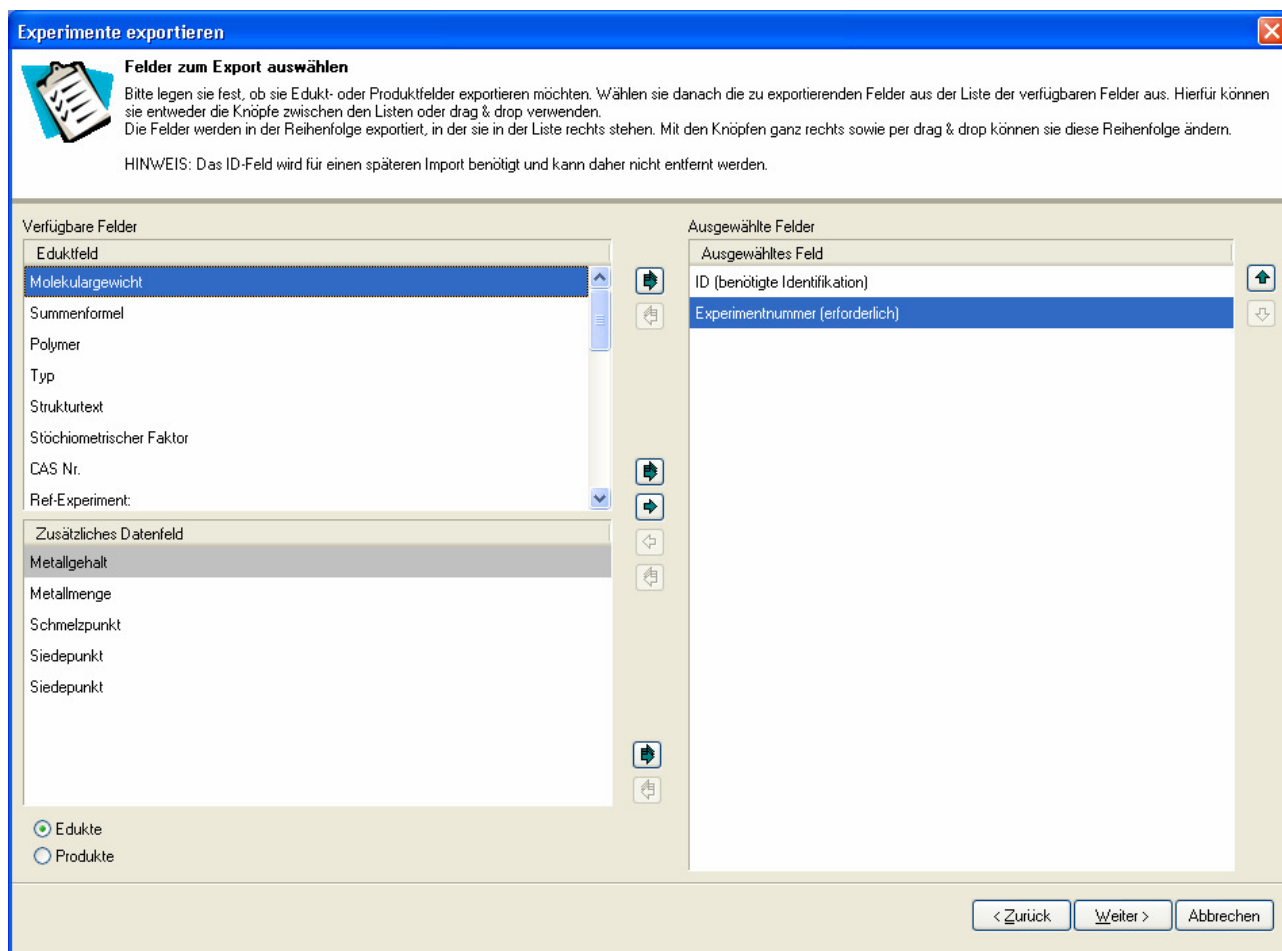 Experimente exportieren
Felder zum Export auswählen
Bitte legen sie fest, ob sie Edukt- oder Produktfelder exportieren möchten. Wählen sie danach die zu exportierenden Felder aus der Liste der verfügbaren Felder aus. Hierfür können
sie entweder die Knöpfe zwischen den Listen oder drag & drop verwenden.
Die Felder werden in der Reihenfolge exportiert, in der sie in der Liste rechts stehen. Mit den Knöpfen ganz rechts sowie per drag & drop können sie diese Reihenfolge ändern.
HINWEIS: Das ID-Feld wird für einen späteren Import benötigt und kann daher nicht entfernt werden.
Verfügbare Felder
Eduktfeld
Molekulargewicht
Summenformel
Polymer
Typ
Strukturtext
Stöchiometrischer Faktor
CAS Nr.
Ref-Experiment:
Zusätzliches Datenfeld
Metallgehalt
Metallmenge
Schmelzpunkt
Siedepunkt
Siedepunkt
Edukte
Produkte
Ausgewählte Felder
Ausgewähltes Feld
ID (benötigte Identifikation)
Experimentnummer (erforderlich)
< Zurück
Weiter >
Abbrechen